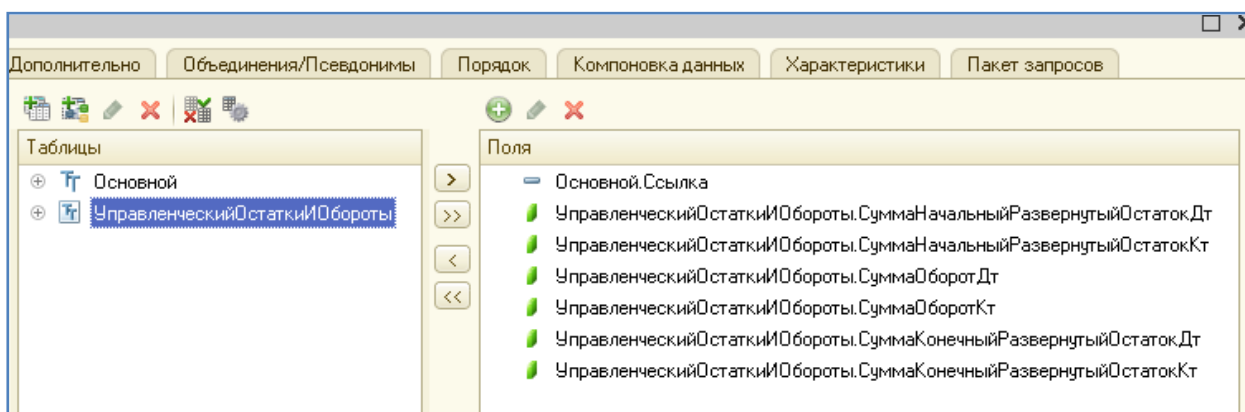 Дополнительно Объединения/Псевдонимы Порядок Компоновка данных Характеристики Пакет запросов
Таблицы
Основной
УправленческийОстаткиИОбороты
>
>>
<
<<
Поля
Основной.Ссылка
УправленческийОстаткиИОбороты.СуммаНачальныйРазвернутыйОстатокДт
УправленческийОстаткиИОбороты.СуммаНачальныйРазвернутыйОстатокКт
УправленческийОстаткиИОбороты.СуммаОборотДт
УправленческийОстаткиИОбороты.СуммаОборотКт
УправленческийОстаткиИОбороты.СуммаКонечныйРазвернутыйОстатокДт
УправленческийОстаткиИОбороты.СуммаКонечныйРазвернутыйОстатокКт